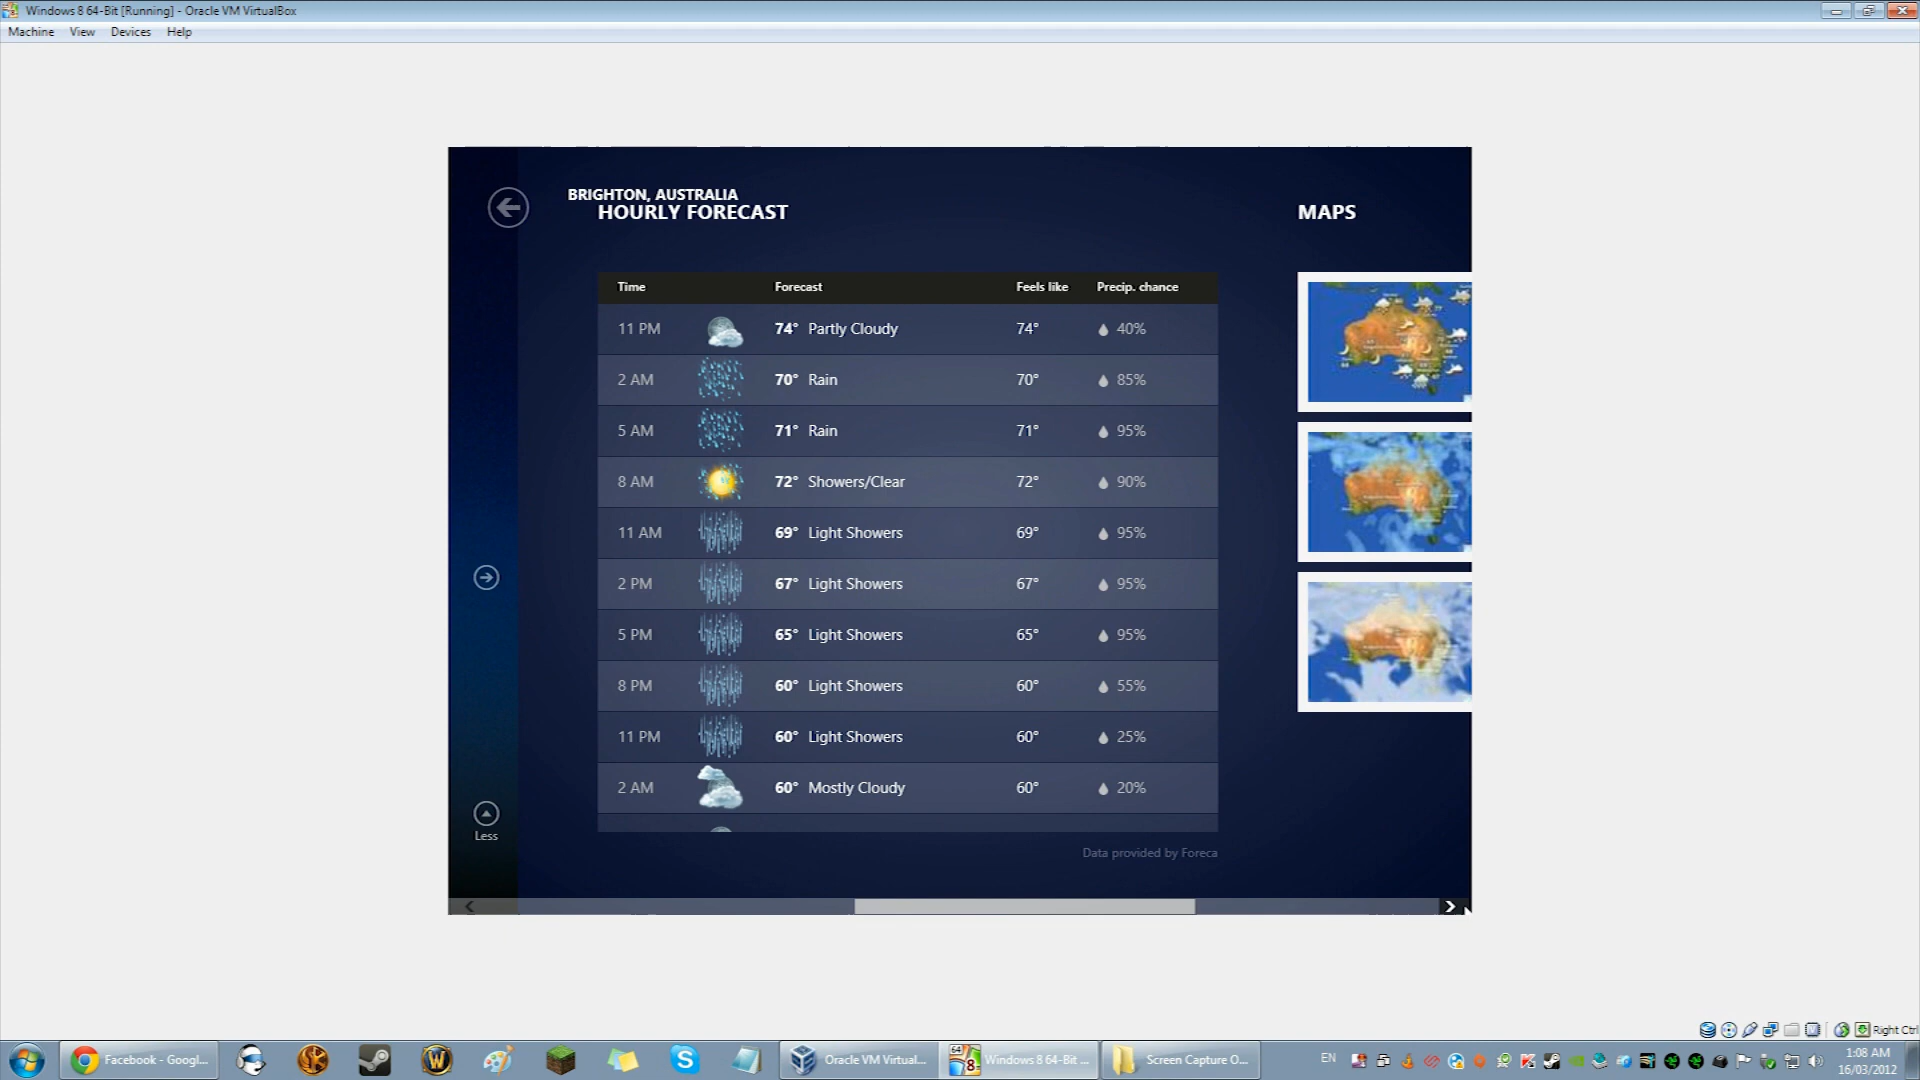 Windows 8 64-Bit [Running] - Oracle VM VirtualBox
Machine View Devices Help
BRIGHTON, AUSTRALIA
HOURLY FORECAST
MAPS
Time Forecast Feels like Precip. chance
11 PM 74° Partly Cloudy 74° 40%
2 AM 70° Rain 70° 85%
5 AM 71° Rain 71° 95%
8 AM 72° Showers/Clear 72° 90%
11 AM 69° Light Showers 69° 95%
2 PM 67° Light Showers 67° 95%
5 PM 65° Light Showers 65° 95%
8 PM 60° Light Showers 60° 55%
11 PM 60° Light Showers 60° 25%
2 AM 60° Mostly Cloudy 60° 20%
Less
Data provided by Foreca
Right Ctrl
Facebook - Googl... Oracle VM Virtual... Windows 8 64-Bit ... Screen Capture O... EN 1:08 AM
16/03/2012